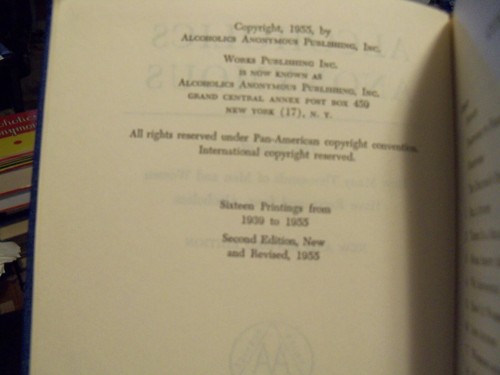 Copyright, 1955, by
Alcoholics Anonymous Publishing, Inc.
Works Publishing Inc.
is now known as
Alcoholics Anonymous Publishing, Inc.
grand central annex post box 459
new york (17), n. y.
All rights reserved under Pan-American copyright convention.
International copyright reserved.
Sixteen Printings from
1939 to 1955
Second Edition, New
and Revised, 1955